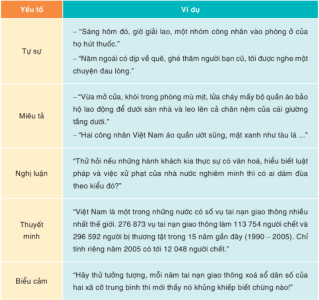 Yếu tố
Ví dụ
Tự sự
– “Sáng hôm đó, giờ giải lao, một nhóm công nhân vào phòng ở của
họ hút thuốc.”
– “Năm ngoái có dịp về quê, ghé thăm người bạn cũ, tôi được nghe một
chuyện đau lòng.”
Miêu tả
– “Vừa mở cửa, khói trong phòng mù mịt, lửa cháy mấy bộ quần áo bảo
hộ lao động để dưới sàn nhà và leo lên cả chăn nệm của cái giường
tầng dưới.”
– “Hai công nhân Việt Nam áo quần ướt sũng, mặt xanh như tàu lá ...”
Nghị luận
“Thử hỏi nếu những hành khách kia thực sự có văn hoá, hiểu biết luật
pháp và việc xử phạt của nhà nước nghiêm minh thì có ai dám đùa
theo kiểu đó?”
Thuyết
minh
“Việt Nam là một trong những nước có số vụ tai nạn giao thông nhiều
nhất thế giới. 276 873 vụ tai nạn giao thông làm 113 754 người chết và
296 592 người bị thương tật trong 15 năm gần đây (1990 – 2005). Chỉ
tính riêng năm 2005 có tới 12 048 người chết.”
Biểu cảm
“Hãy thử tưởng tượng, mỗi năm tai nạn giao thông xoá sổ dân số của
hai xã cỡ trung bình thì mới thấy nó khủng khiếp biết chừng nào!”